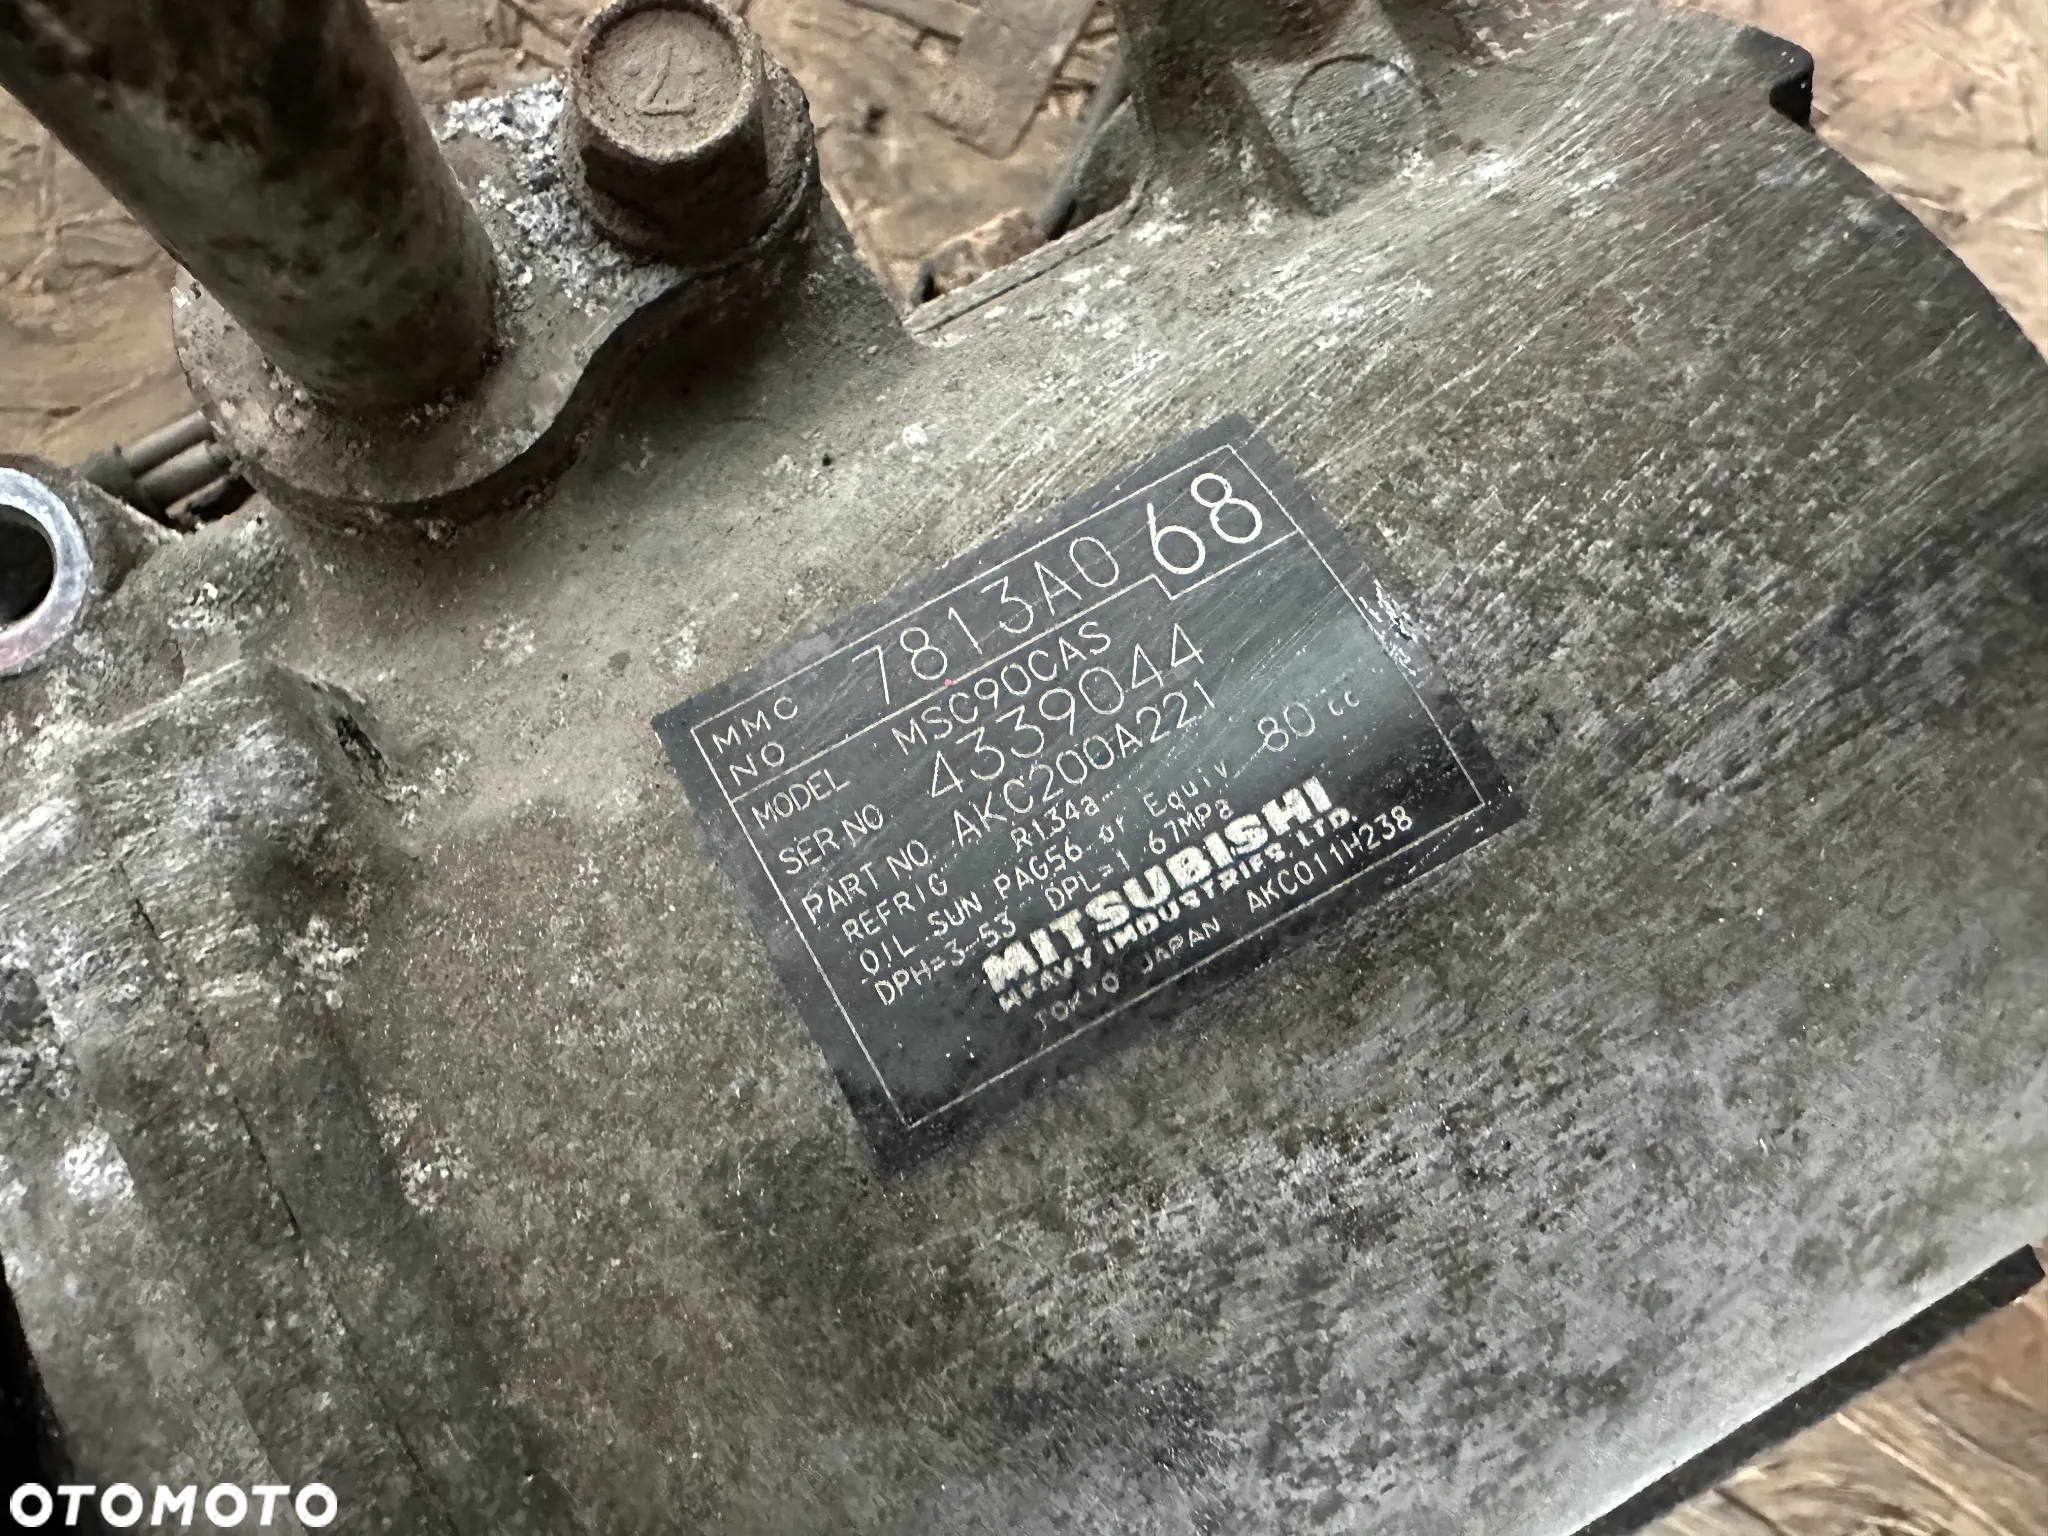 MMC NO 7813A068
MODEL MSC90CAS
SER.NO 4339044
PART NO. AKC200A221
REFRIG R134a
OIL SUN PAG56 or Equiv 80cc
DPH=3.53 DPL=1.67MPa
MITSUBISHI
HEAVY INDUSTRIES, LTD.
TOKYO JAPAN AKC011H238
OTOMOTO